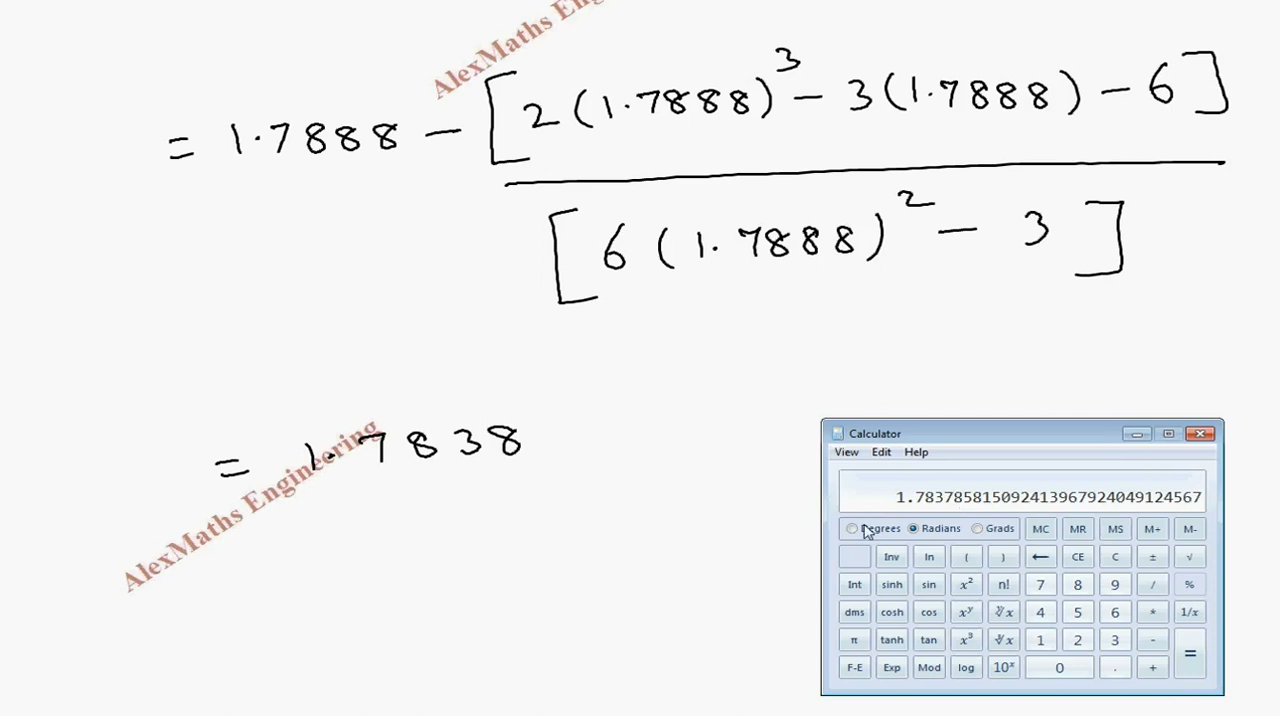 AlexMaths Eng
= 1.7888 - [2(1.7888)³ - 3(1.7888) - 6]
[6(1.7888)² - 3]
= 1.7838
AlexMaths Engineering
Calculator
View Edit Help
1.7837858150924139679240491245​67
Degrees Radians Grads MC MR MS M+ M-
Inv ln ( ) ← CE C ± √
Int sinh sin x² n! 7 8 9 / %
dms cosh cos xʸ ʸ√x 4 5 6 * 1/x
π tanh tan x³ ³√x 1 2 3 - =
F-E Exp Mod log 10ˣ 0 . +